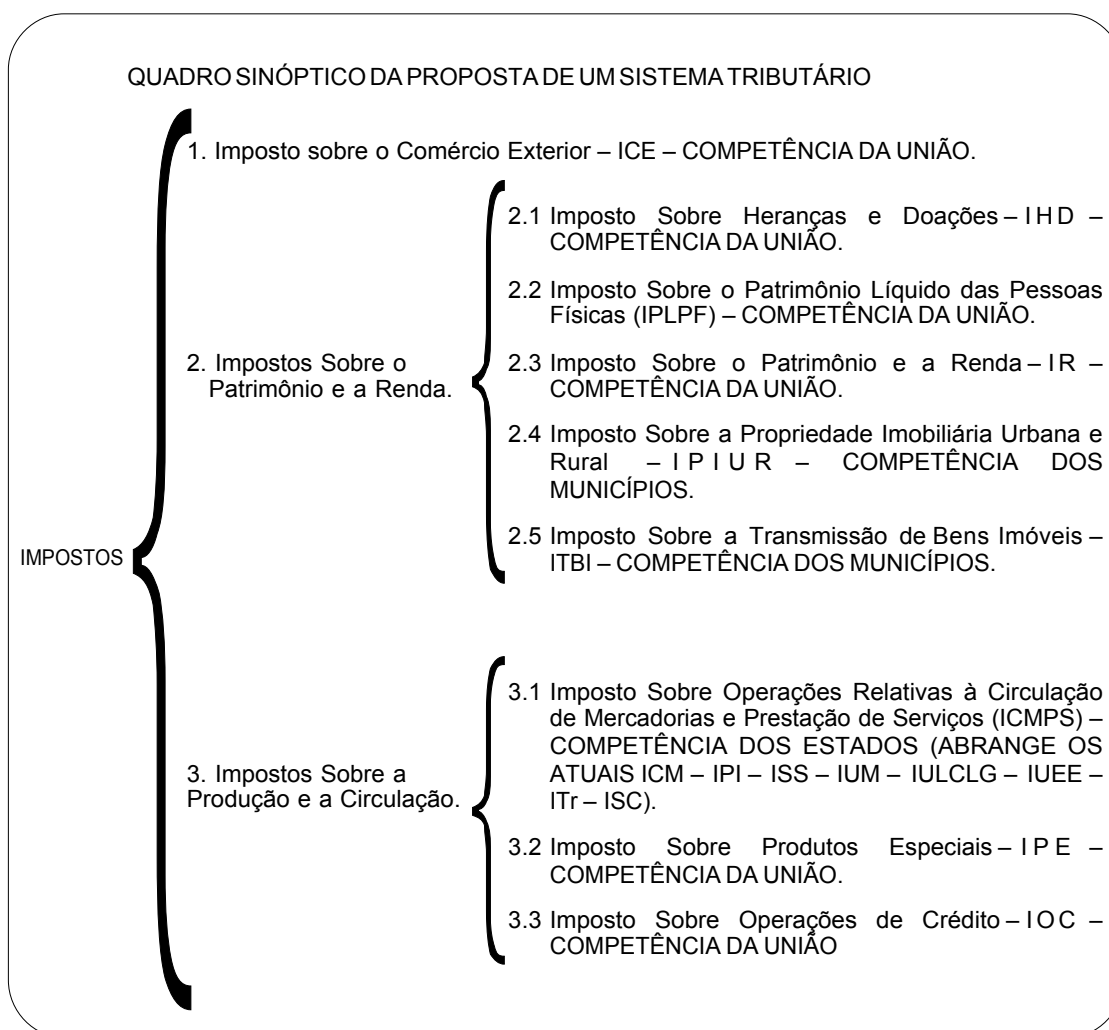 QUADRO SINÓPTICO DA PROPOSTA DE UM SISTEMA TRIBUTÁRIO
IMPOSTOS
1. Imposto sobre o Comércio Exterior – ICE – COMPETÊNCIA DA UNIÃO.
2. Impostos Sobre o
Patrimônio e a Renda.
2.1 Imposto Sobre Heranças e Doações – I H D –
COMPETÊNCIA DA UNIÃO.
2.2 Imposto Sobre o Patrimônio Líquido das Pessoas
Físicas (IPLPF) – COMPETÊNCIA DA UNIÃO.
2.3 Imposto Sobre o Patrimônio e a Renda – I R –
COMPETÊNCIA DA UNIÃO.
2.4 Imposto Sobre a Propriedade Imobiliária Urbana e
Rural – I P I U R – COMPETÊNCIA DOS
MUNICÍPIOS.
2.5 Imposto Sobre a Transmissão de Bens Imóveis –
ITBI – COMPETÊNCIA DOS MUNICÍPIOS.
3. Impostos Sobre a
Produção e a Circulação.
3.1 Imposto Sobre Operações Relativas à Circulação
de Mercadorias e Prestação de Serviços (ICMPS) –
COMPETÊNCIA DOS ESTADOS (ABRANGE OS
ATUAIS ICM – IPI – ISS – IUM – IULCLG – IUEE –
ITr – ISC).
3.2 Imposto Sobre Produtos Especiais – I P E –
COMPETÊNCIA DA UNIÃO.
3.3 Imposto Sobre Operações de Crédito – I O C –
COMPETÊNCIA DA UNIÃO